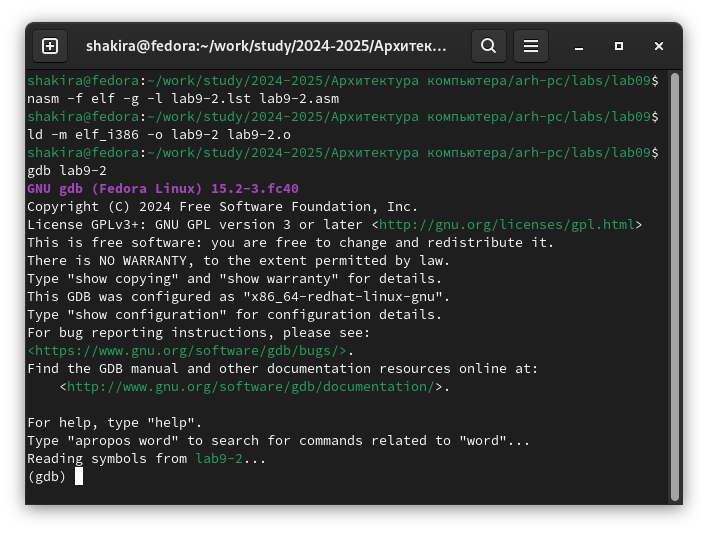 shakira@fedora:~/work/study/2024-2025/Архитек...
shakira@fedora:~/work/study/2024-2025/Архитектура компьютера/arh-pc/labs/lab09$
nasm -f elf -g -l lab9-2.lst lab9-2.asm
shakira@fedora:~/work/study/2024-2025/Архитектура компьютера/arh-pc/labs/lab09$
ld -m elf_i386 -o lab9-2 lab9-2.o
shakira@fedora:~/work/study/2024-2025/Архитектура компьютера/arh-pc/labs/lab09$
gdb lab9-2
GNU gdb (Fedora Linux) 15.2-3.fc40
Copyright (C) 2024 Free Software Foundation, Inc.
License GPLv3+: GNU GPL version 3 or later <http://gnu.org/licenses/gpl.html>
This is free software: you are free to change and redistribute it.
There is NO WARRANTY, to the extent permitted by law.
Type "show copying" and "show warranty" for details.
This GDB was configured as "x86_64-redhat-linux-gnu".
Type "show configuration" for configuration details.
For bug reporting instructions, please see:
<https://www.gnu.org/software/gdb/bugs/>.
Find the GDB manual and other documentation resources online at:
    <http://www.gnu.org/software/gdb/documentation/>.
For help, type "help".
Type "apropos word" to search for commands related to "word"...
Reading symbols from lab9-2...
(gdb)